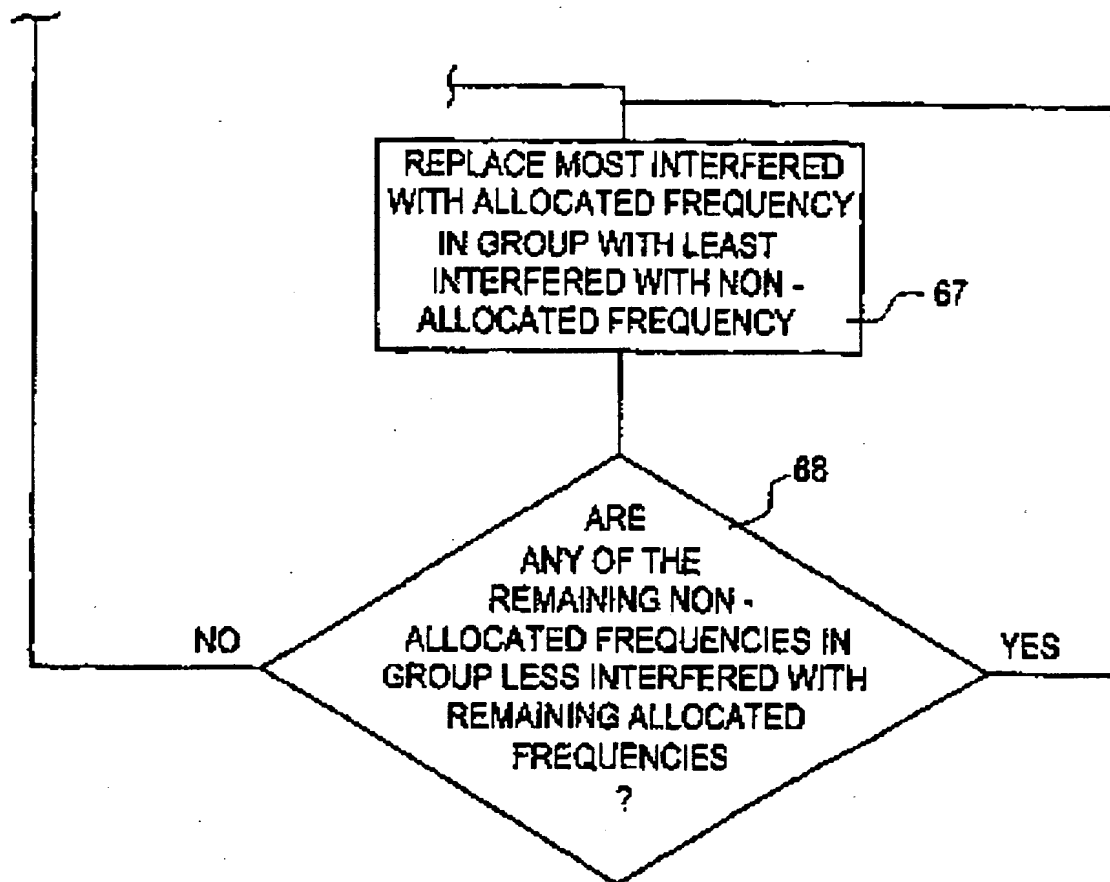 REPLACE MOST INTERFERED
WITH ALLOCATED FREQUENCY
IN GROUP WITH LEAST
INTERFERED WITH NON -
ALLOCATED FREQUENCY
67
68
ARE
ANY OF THE
REMAINING NON -
ALLOCATED FREQUENCIES IN
GROUP LESS INTERFERED WITH
REMAINING ALLOCATED
FREQUENCIES
?
NO
YES